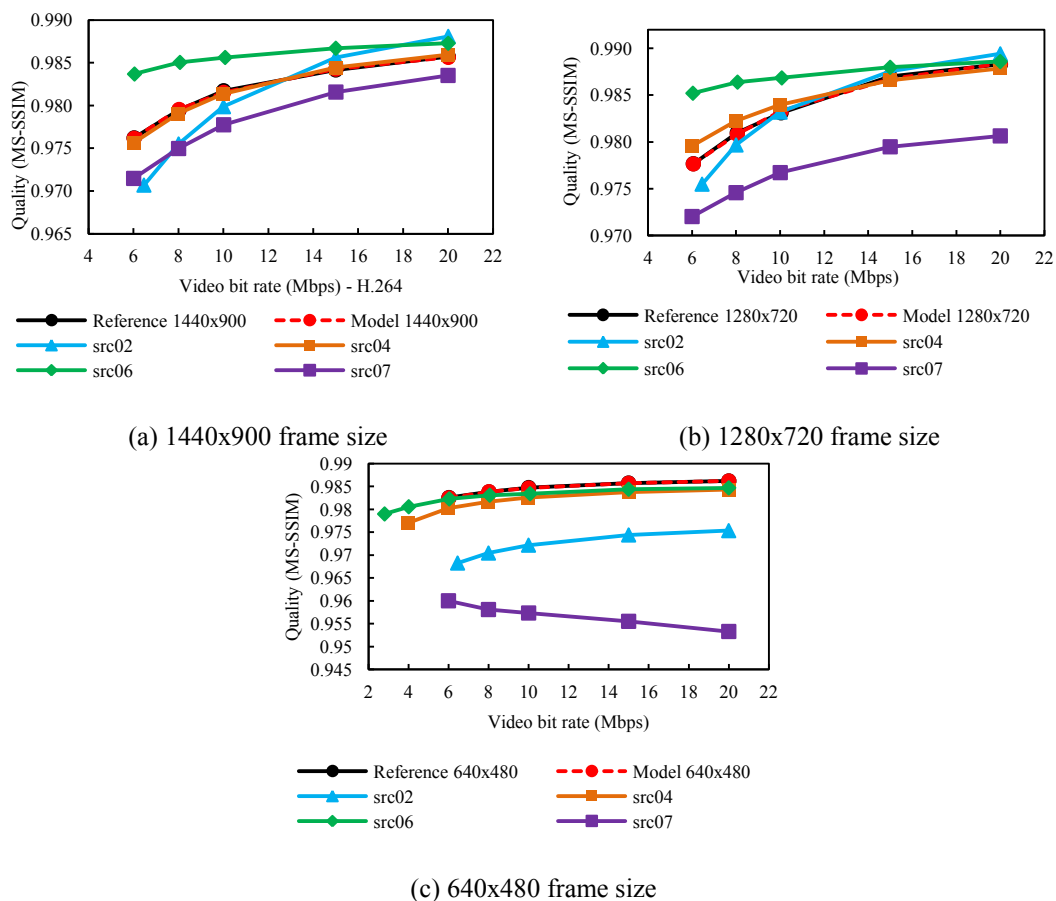 0.990
0.985
0.980
0.975
0.970
0.965
Quality (MS-SSIM)
4 6 8 10 12 14 16 18 20 22
Video bit rate (Mbps) - H.264
Reference 1440x900 Model 1440x900
src02 src04
src06 src07
(a) 1440x900 frame size
0.990
0.985
0.980
0.975
0.970
Quality (MS-SSIM)
4 6 8 10 12 14 16 18 20 22
Video bit rate (Mbps)
Reference 1280x720 Model 1280x720
src02 src04
src06 src07
(b) 1280x720 frame size
0.99
0.985
0.98
0.975
0.97
0.965
0.96
0.955
0.95
0.945
Quality (MS-SSIM)
2 4 6 8 10 12 14 16 18 20 22
Video bit rate (Mbps)
Reference 640x480 Model 640x480
src02 src04
src06 src07
(c) 640x480 frame size